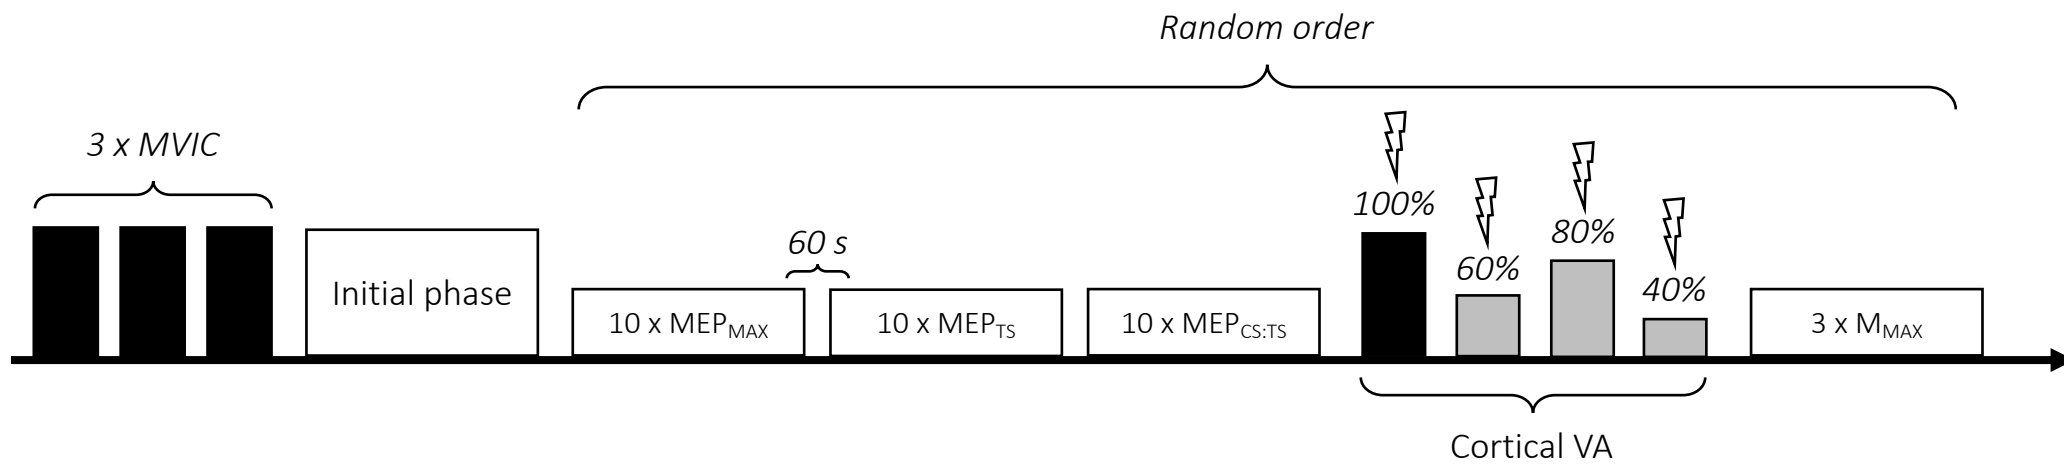 Random order
3 x MVIC
100%
60 s
80%
60%
40%
Initial phase
10 x MEP_MAX
10 x MEP_TS
10 x MEP_CS:TS
3 x M_MAX
Cortical VA